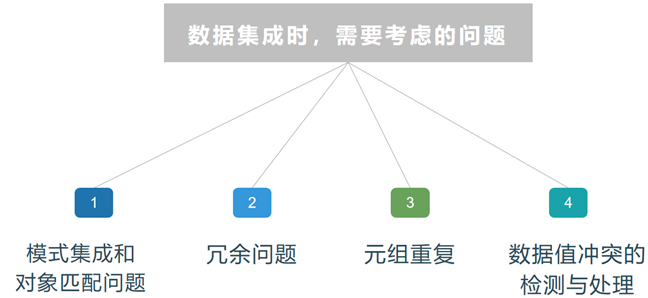 数据集成时，需要考虑的问题
1
2
3
4
模式集成和
对象匹配问题
冗余问题
元组重复
数据值冲突的
检测与处理